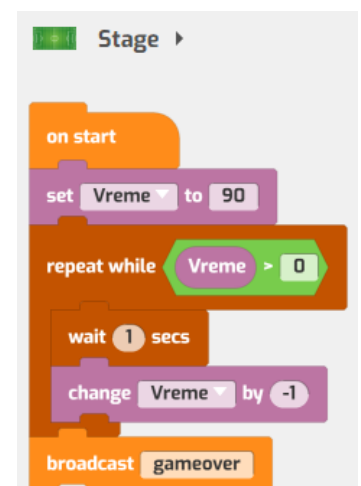 Stage
on start
set Vreme to 90
repeat while Vreme > 0
wait 1 secs
change Vreme by -1
broadcast gameover